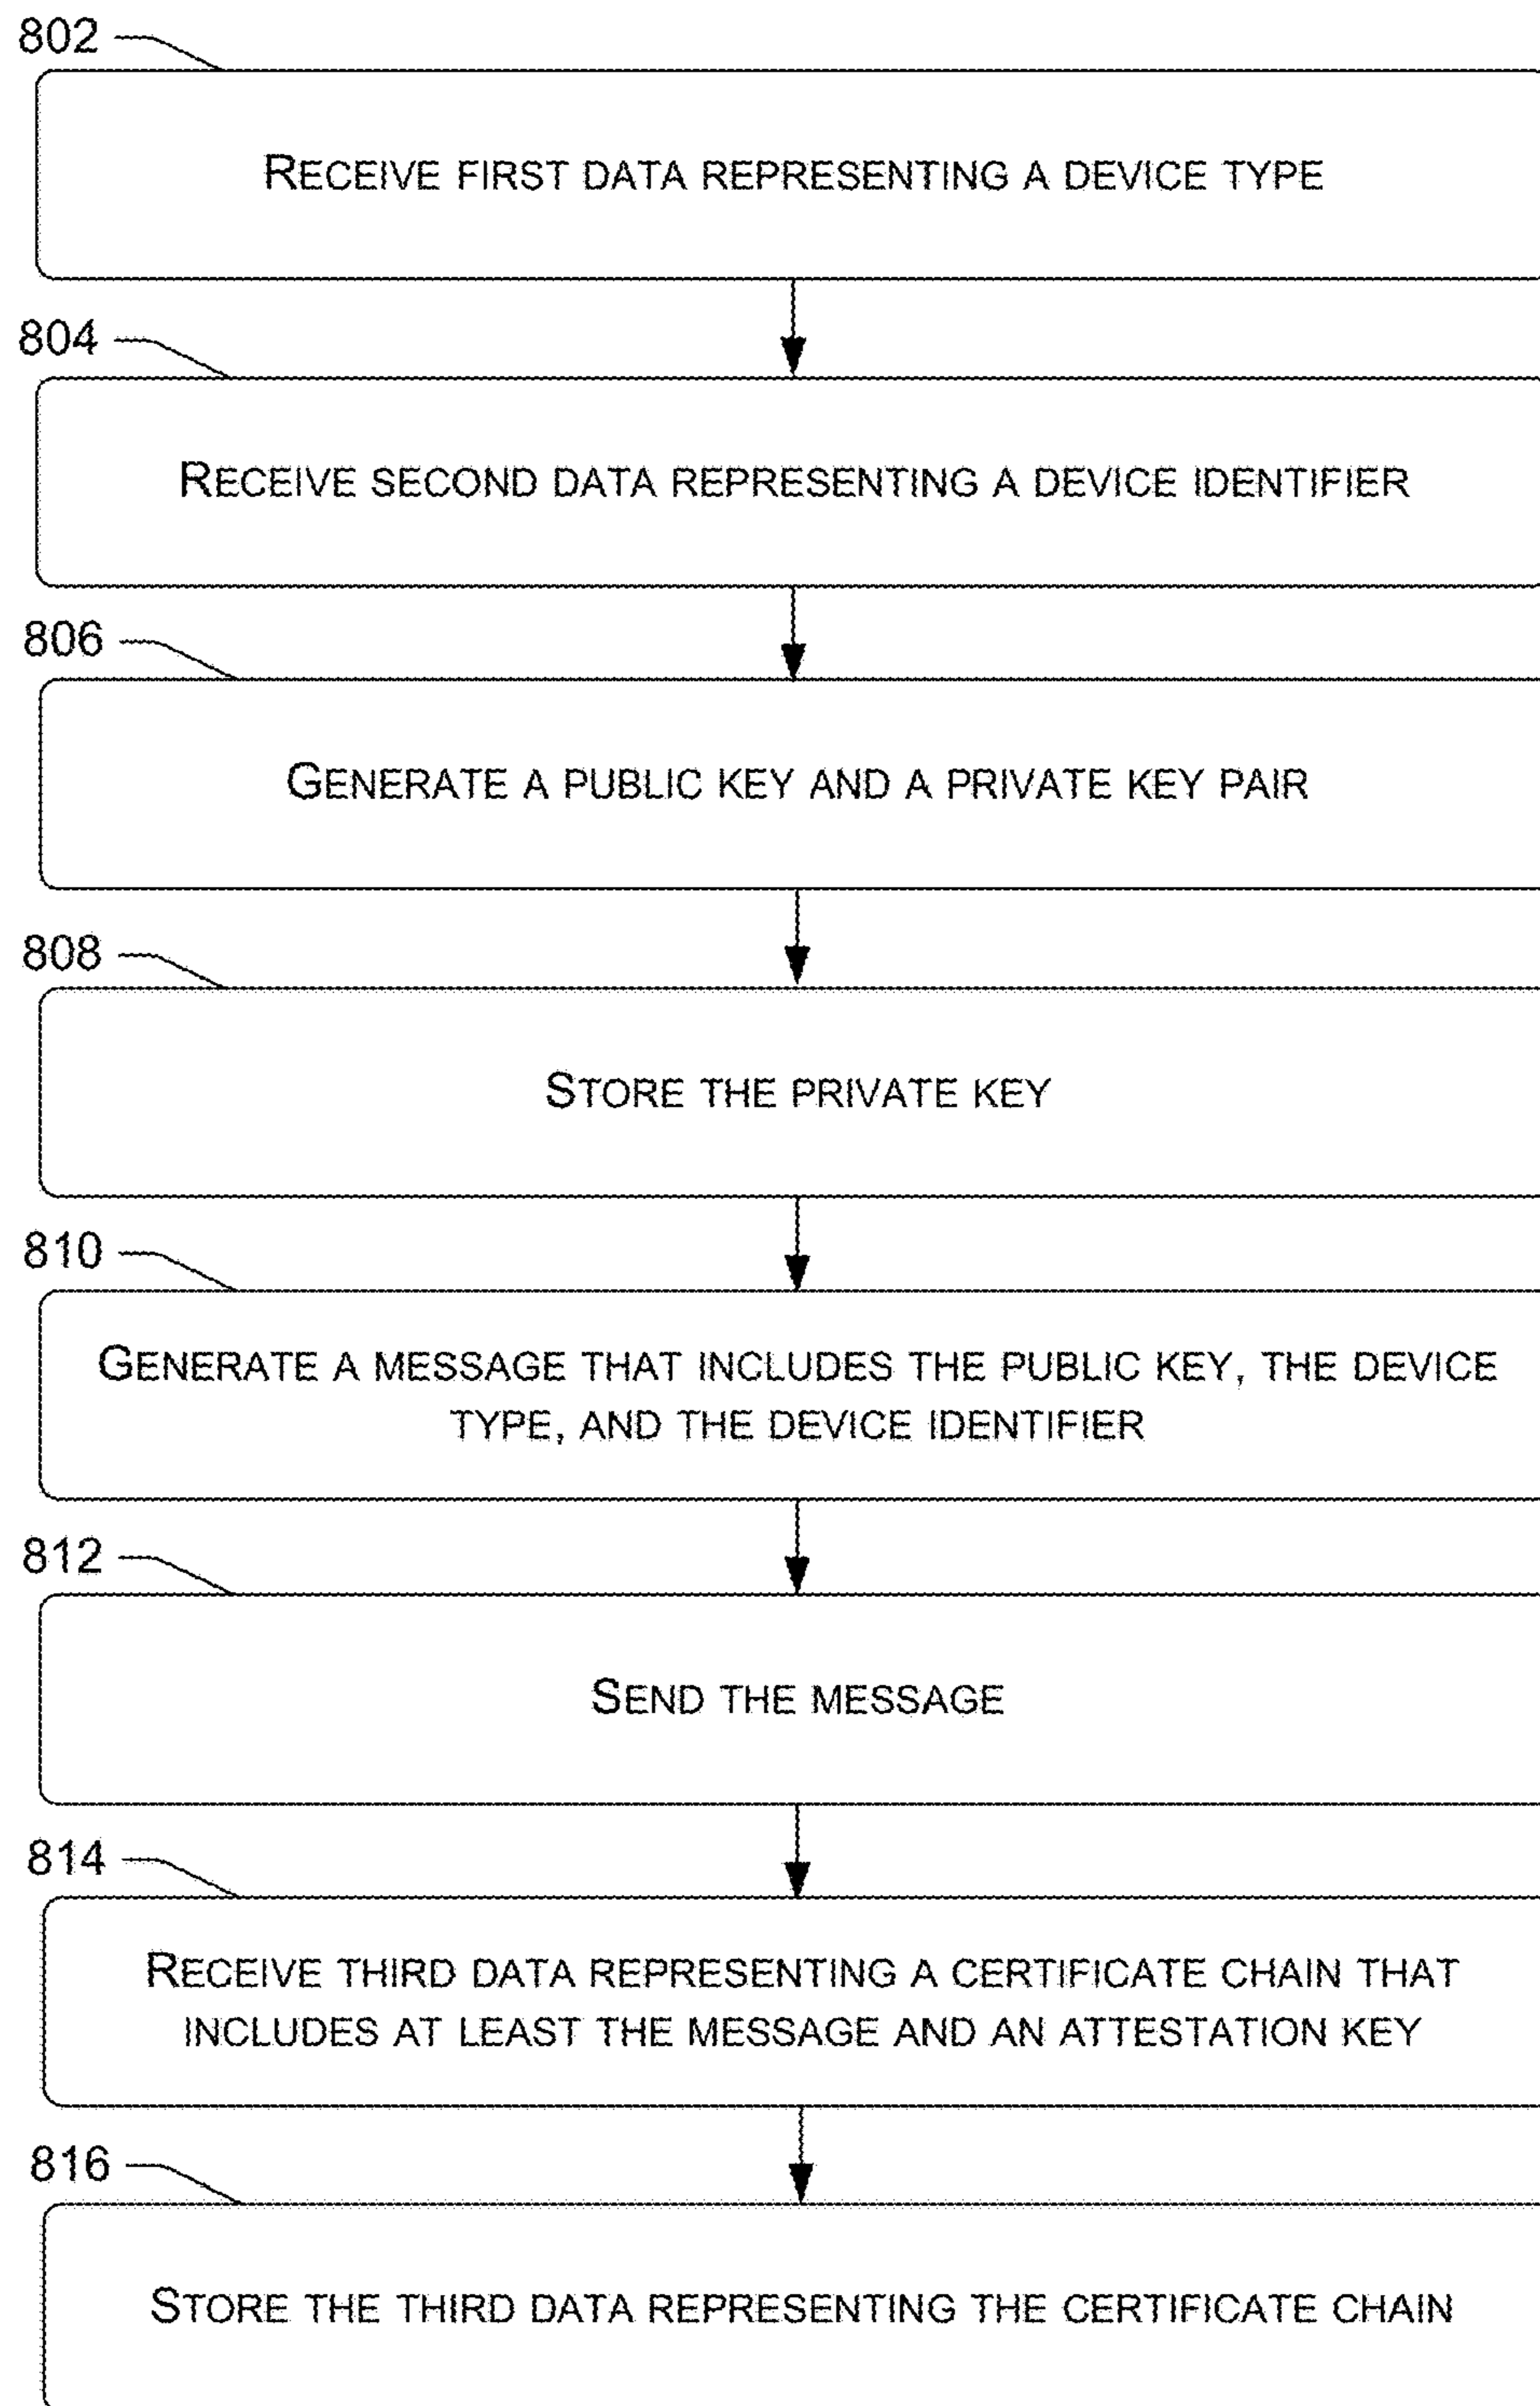 802
RECEIVE FIRST DATA REPRESENTING A DEVICE TYPE
804
RECEIVE SECOND DATA REPRESENTING A DEVICE IDENTIFIER
806
GENERATE A PUBLIC KEY AND A PRIVATE KEY PAIR
808
STORE THE PRIVATE KEY
810
GENERATE A MESSAGE THAT INCLUDES THE PUBLIC KEY, THE DEVICE
TYPE, AND THE DEVICE IDENTIFIER
812
SEND THE MESSAGE
814
RECEIVE THIRD DATA REPRESENTING A CERTIFICATE CHAIN THAT
INCLUDES AT LEAST THE MESSAGE AND AN ATTESTATION KEY
816
STORE THE THIRD DATA REPRESENTING THE CERTIFICATE CHAIN